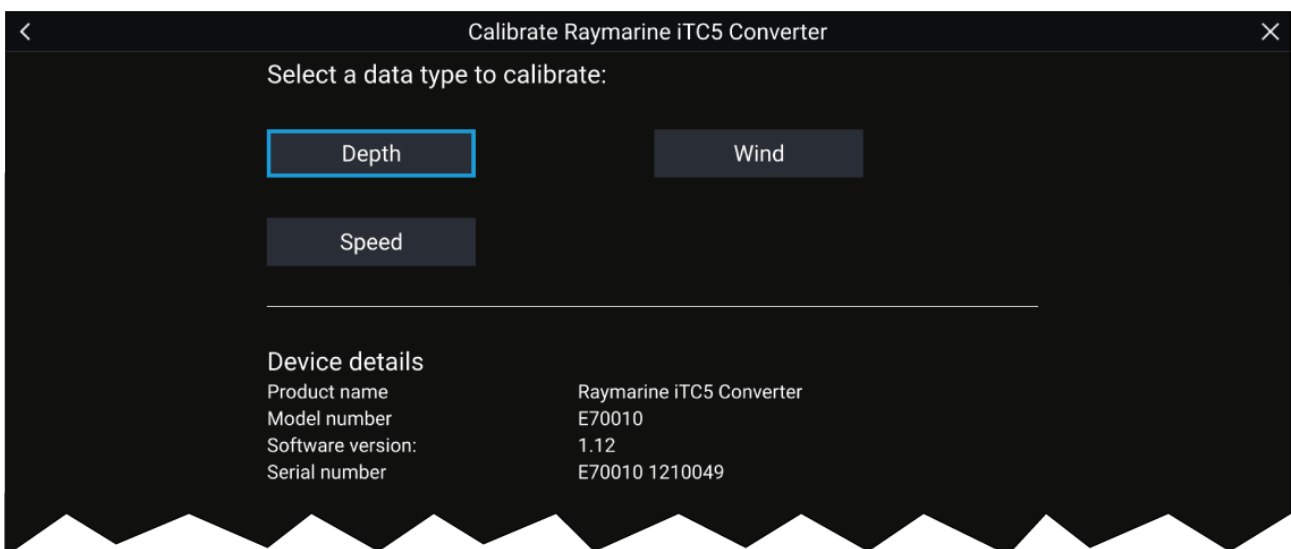 Calibrate Raymarine iTC5 Converter
Select a data type to calibrate:
Depth Wind
Speed
Device details
Product name Raymarine iTC5 Converter
Model number E70010
Software version: 1.12
Serial number E70010 1210049